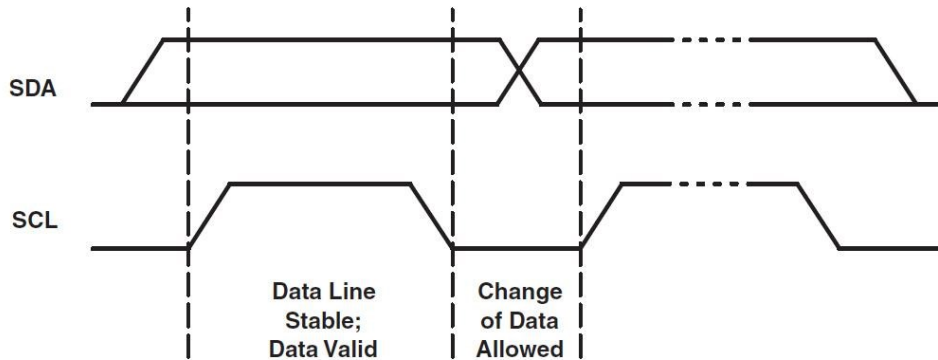 SDA
SCL
Data Line
Stable;
Data Valid
Change
of Data
Allowed